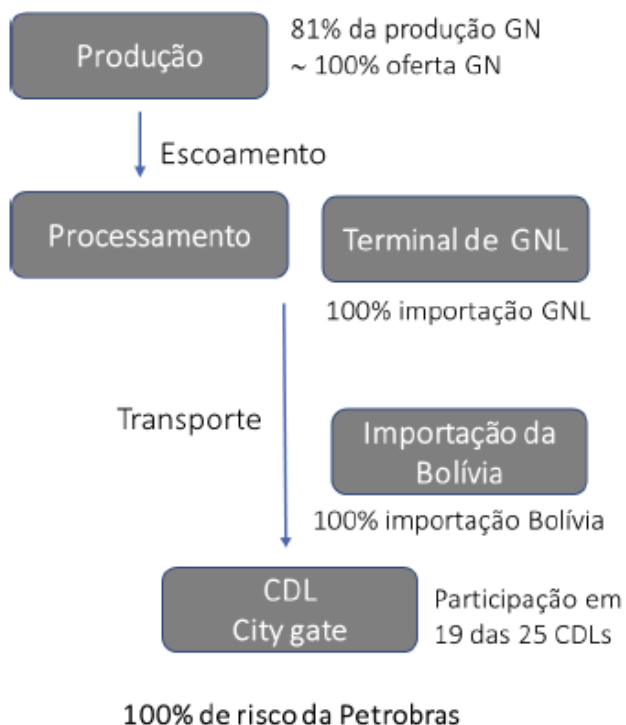 Produção
81% da produção GN
~ 100% oferta GN
Escoamento
Processamento
Terminal de GNL
100% importação GNL
Transporte
Importação da
Bolívia
100% importação Bolívia
CDL
City gate
Participação em
19 das 25 CDLs
100% de risco da Petrobras